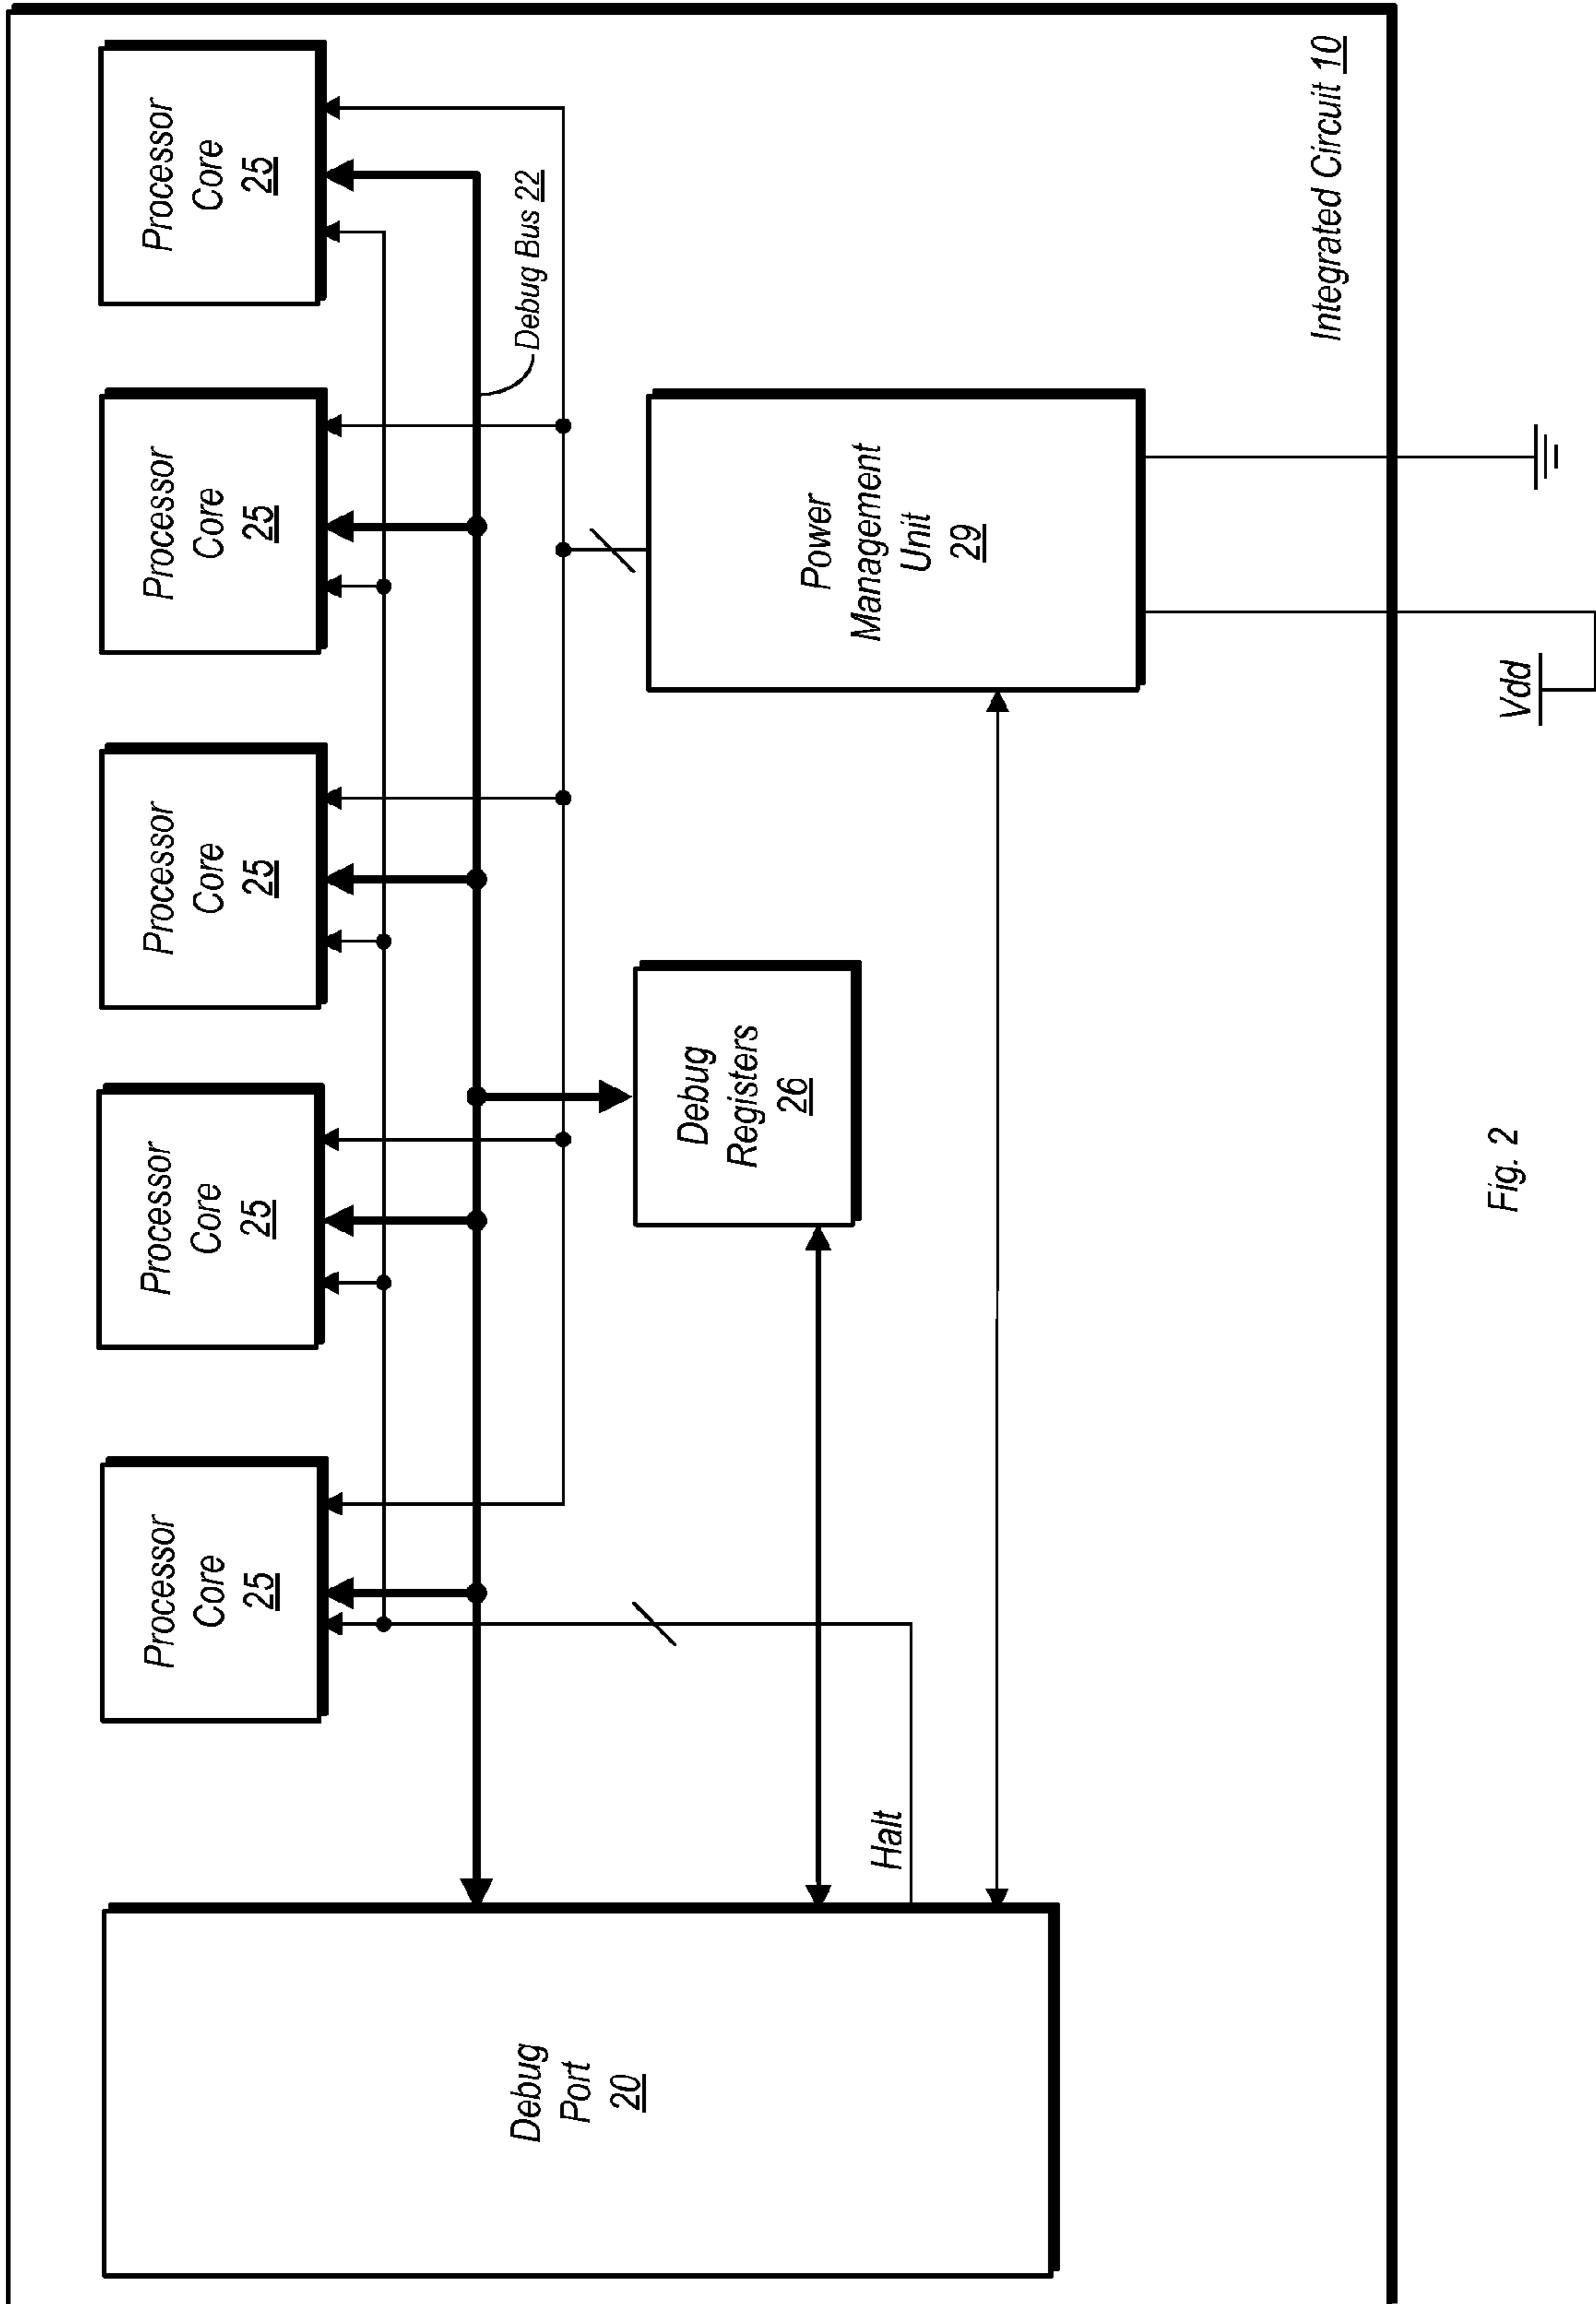 Processor
Core
25
Processor
Core
25
Processor
Core
25
Processor
Core
25
Processor
Core
25
Debug Bus 22
Debug
Port
20
Debug
Registers
26
Power
Management
Unit
29
Halt
Integrated Circuit 10
Vdd
Fig. 2